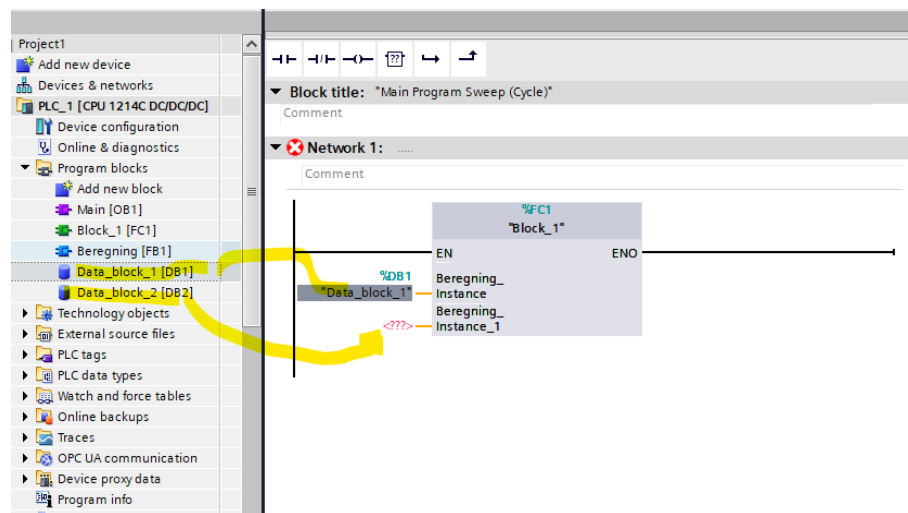 Project1
Add new device
Devices & networks
PLC_1 [CPU 1214C DC/DC/DC]
Device configuration
Online & diagnostics
Program blocks
Add new block
Main [OB1]
Block_1 [FC1]
Beregning [FB1]
Data_block_1 [DB1]
Data_block_2 [DB2]
Technology objects
External source files
PLC tags
PLC data types
Watch and force tables
Online backups
Traces
OPC UA communication
Device proxy data
Program info
??
Block title: "Main Program Sweep (Cycle)"
Comment
Network 1: .....
Comment
%FC1
"Block_1"
EN ENO
%DB1
"Data_block_1"
Beregning_
Instance
Beregning_
<???> Instance_1